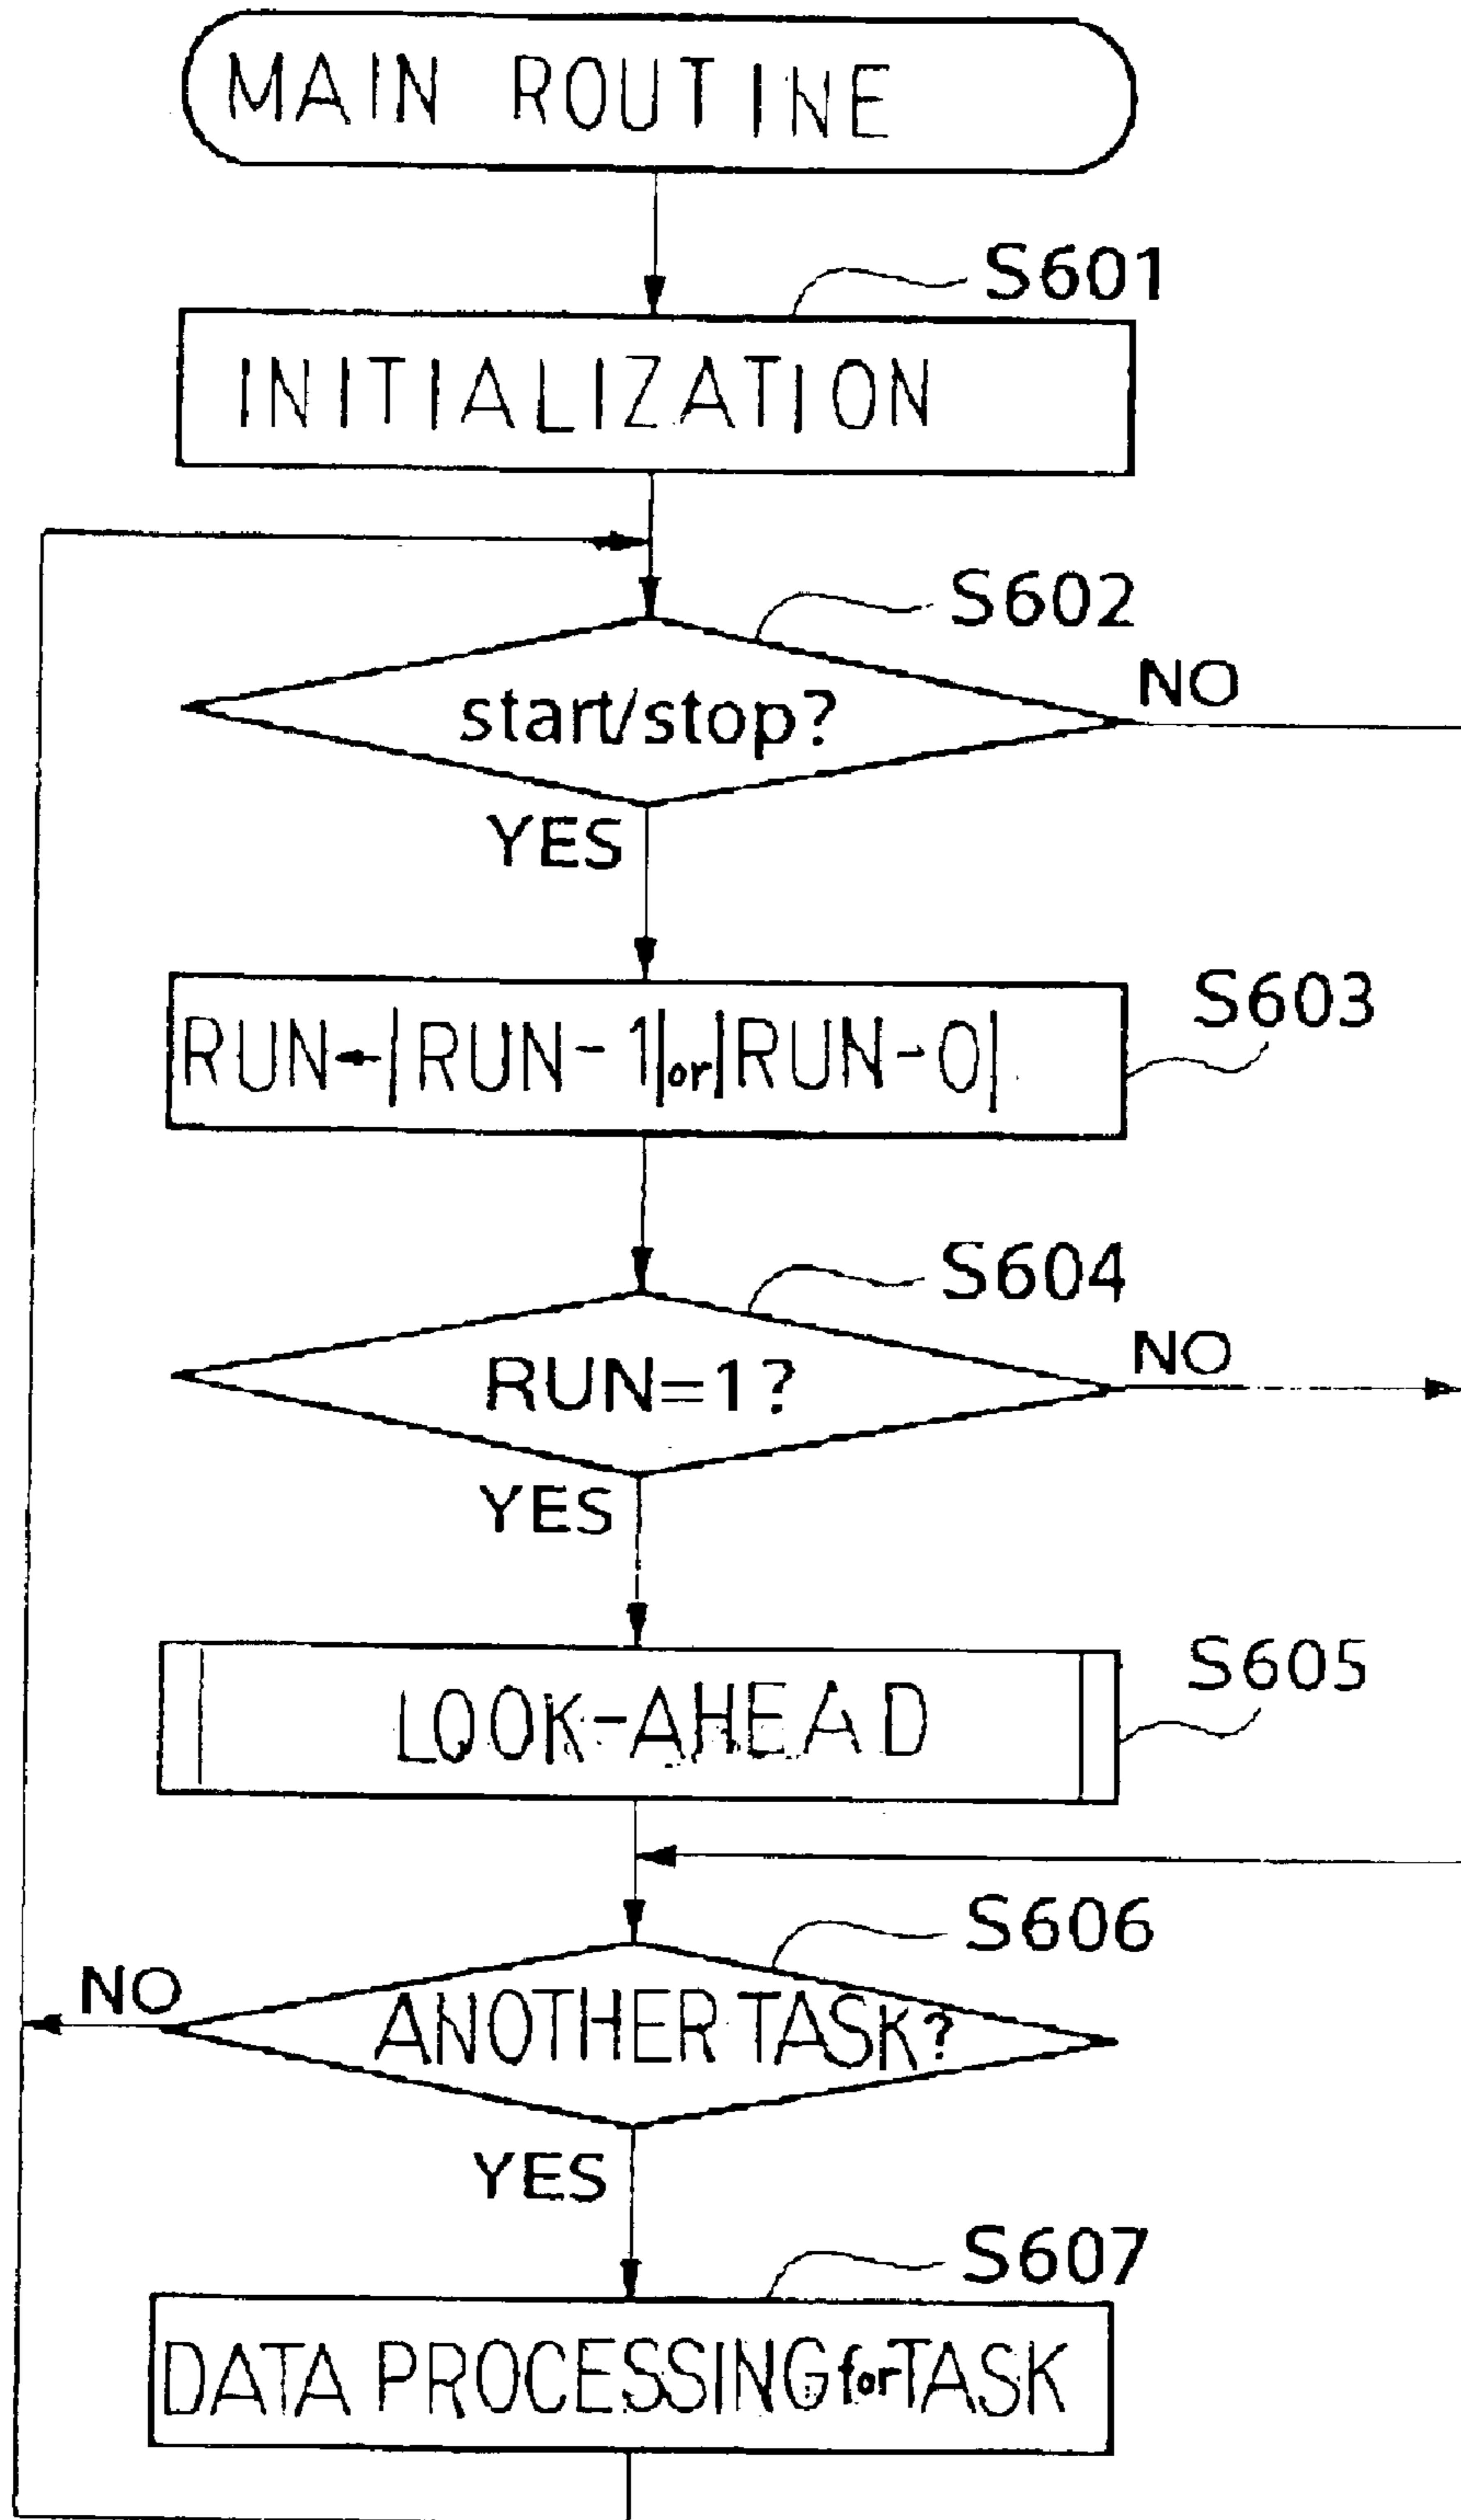 MAIN ROUTINE
S601
INITIALIZATION
S602
start/stop?
NO
YES
S603
RUN←|RUN-1|or|RUN-0|
S604
RUN=1?
NO
YES
S605
LOOK-AHEAD
S606
NO
ANOTHER TASK?
YES
S607
DATA PROCESSING for TASK